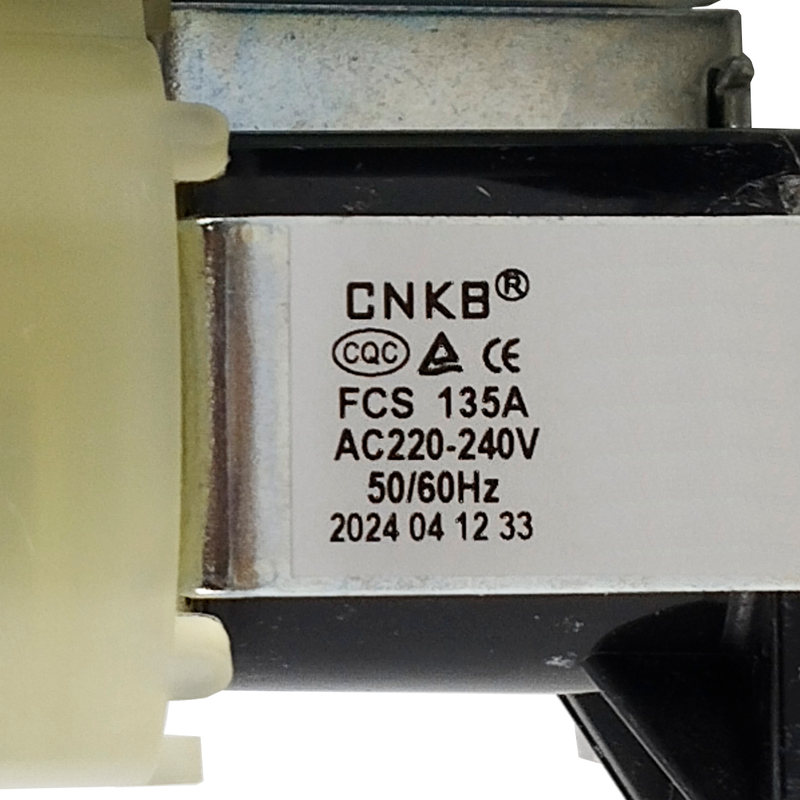 CNKB®
CQC CE
FCS 135A
AC220-240V
50/60Hz
2024 04 12 33